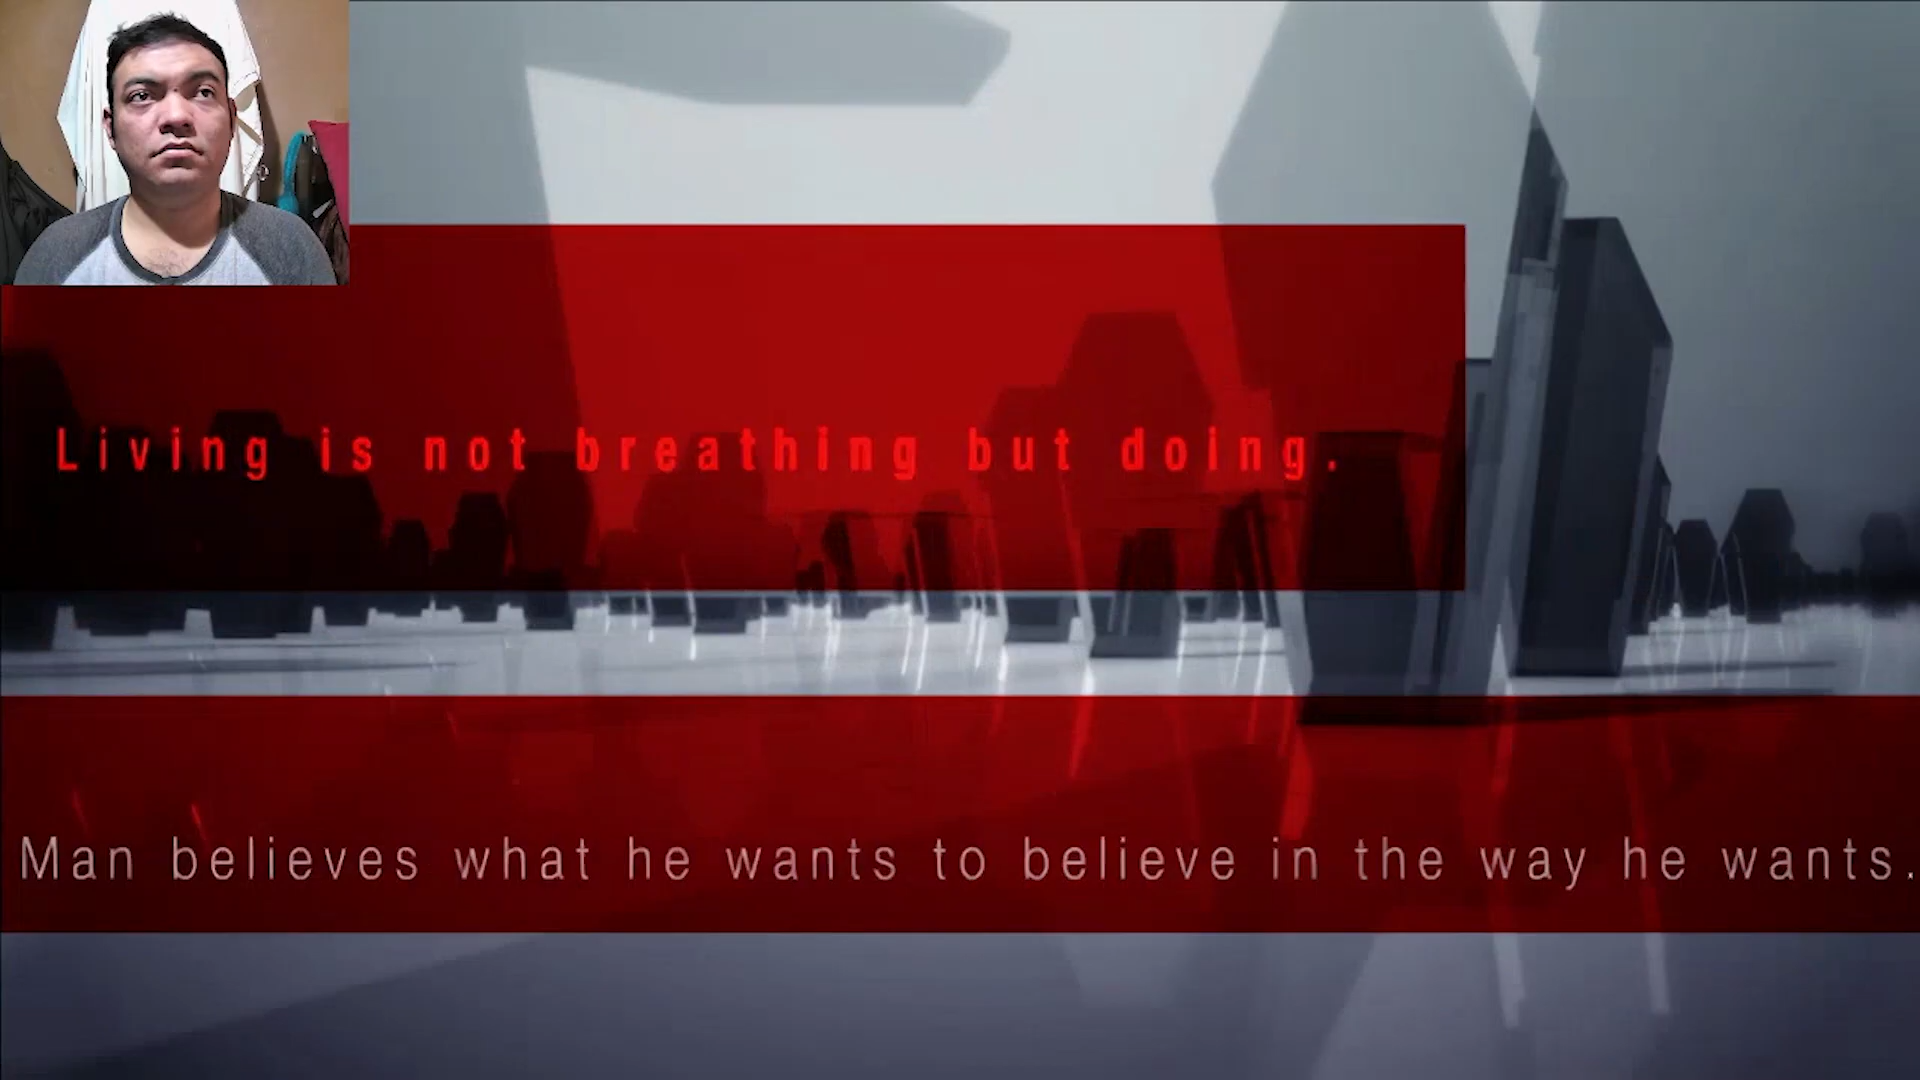 Living is not breathing but doing.
Man believes what he wants to believe in the way he wants.